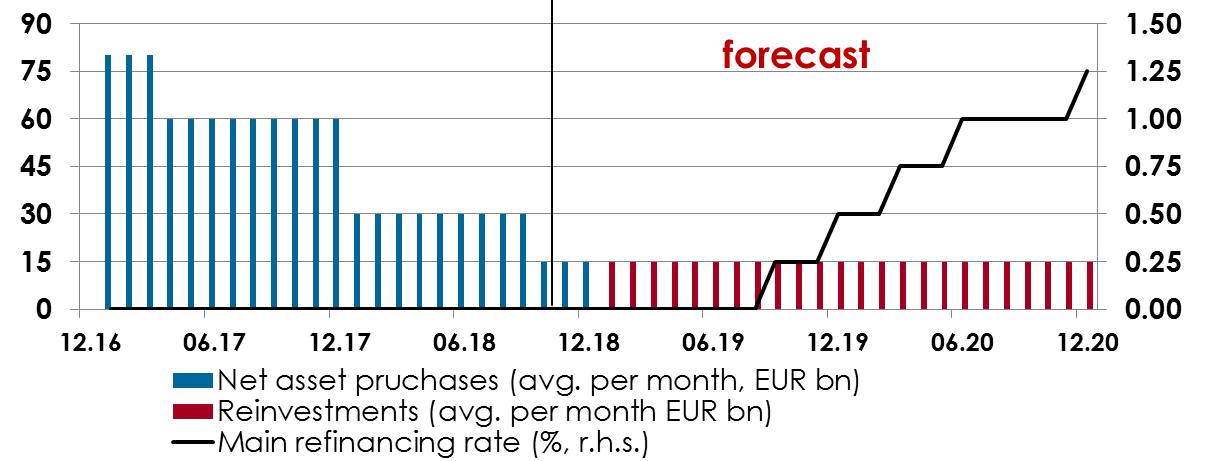 90 1.50
forecast
75 1.25
60 1.00
45 0.75
30 0.50
15 0.25
0 0.00
12.16 06.17 12.17 06.18 12.18 06.19 12.19 06.20 12.20
Net asset pruchases (avg. per month, EUR bn)
Reinvestments (avg. per month EUR bn)
Main refinancing rate (%, r.h.s.)